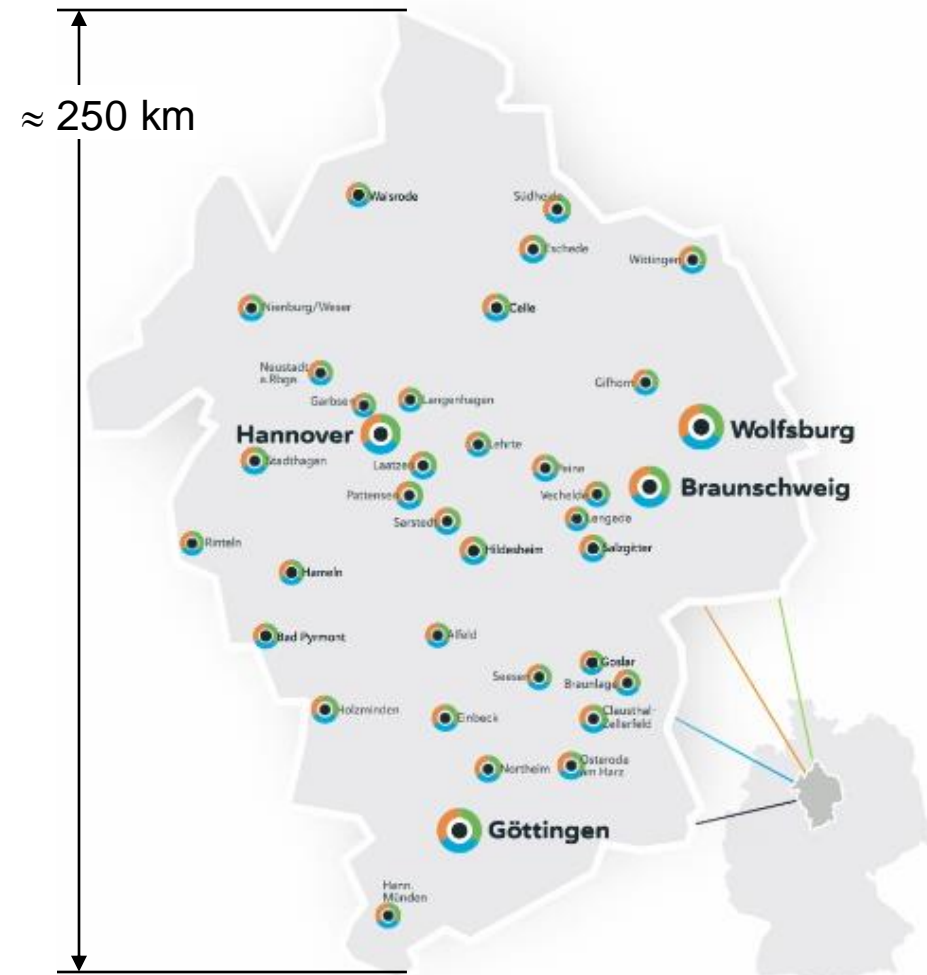 ≈ 250 km
Walsrode
Südheide
Eschede
Wittingen
Nienburg/Weser
Celle
Neustadt
a.Rbge
Gifhorn
Garbsen
Langenhagen
Hannover
Wolfsburg
Lehrte
Stadthagen
Laatzen
Peine
Braunschweig
Pattensen
Vechelde
Sarstedt
Lengede
Rinteln
Hildesheim
Salzgitter
Hameln
Bad Pyrmont
Alfeld
Goslar
Seesen
Braunlage
Holzminden
Einbeck
Clausthal-
Zellerfeld
Northeim
Osterode
am Harz
Göttingen
Hann.
Münden